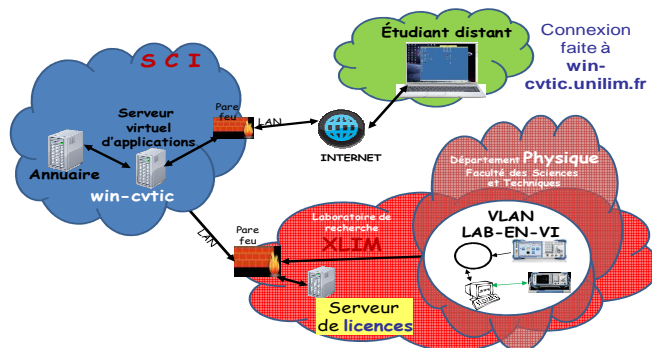 S C I
Serveur
virtuel
d'applications
Annuaire
win-cvtic
Pare
feu
LAN
INTERNET
Étudiant distant
Connexion
faite à
win-
cvtic.unilim.fr
LAN
Pare
feu
Laboratoire de
recherche
XLIM
Serveur
de licences
Département Physique
Faculté des Sciences
et Techniques
VLAN
LAB-EN-VI